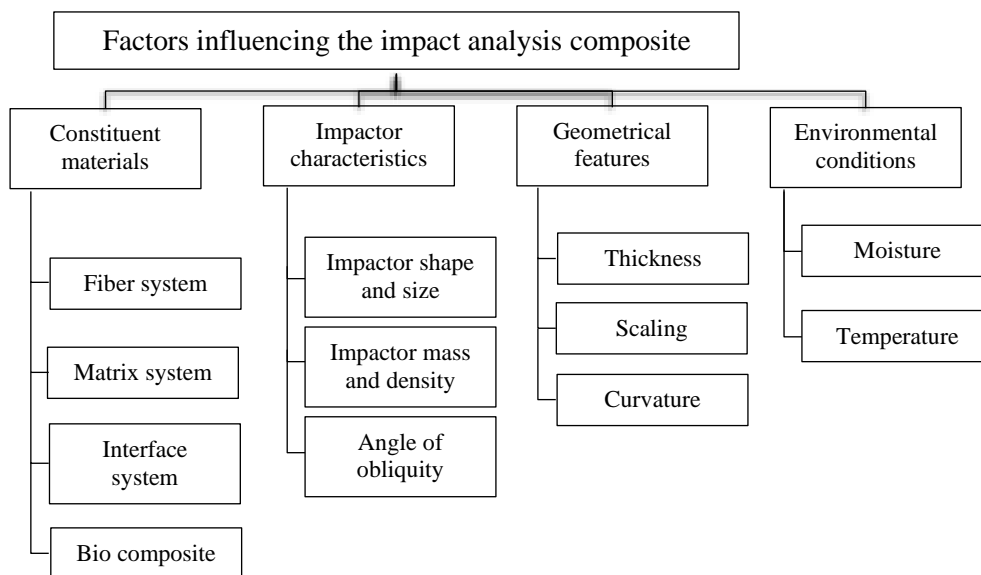 Factors influencing the impact analysis composite
Constituent
materials
Fiber system
Matrix system
Interface
system
Bio composite
Impactor
characteristics
Impactor shape
and size
Impactor mass
and density
Angle of
obliquity
Geometrical
features
Thickness
Scaling
Curvature
Environmental
conditions
Moisture
Temperature